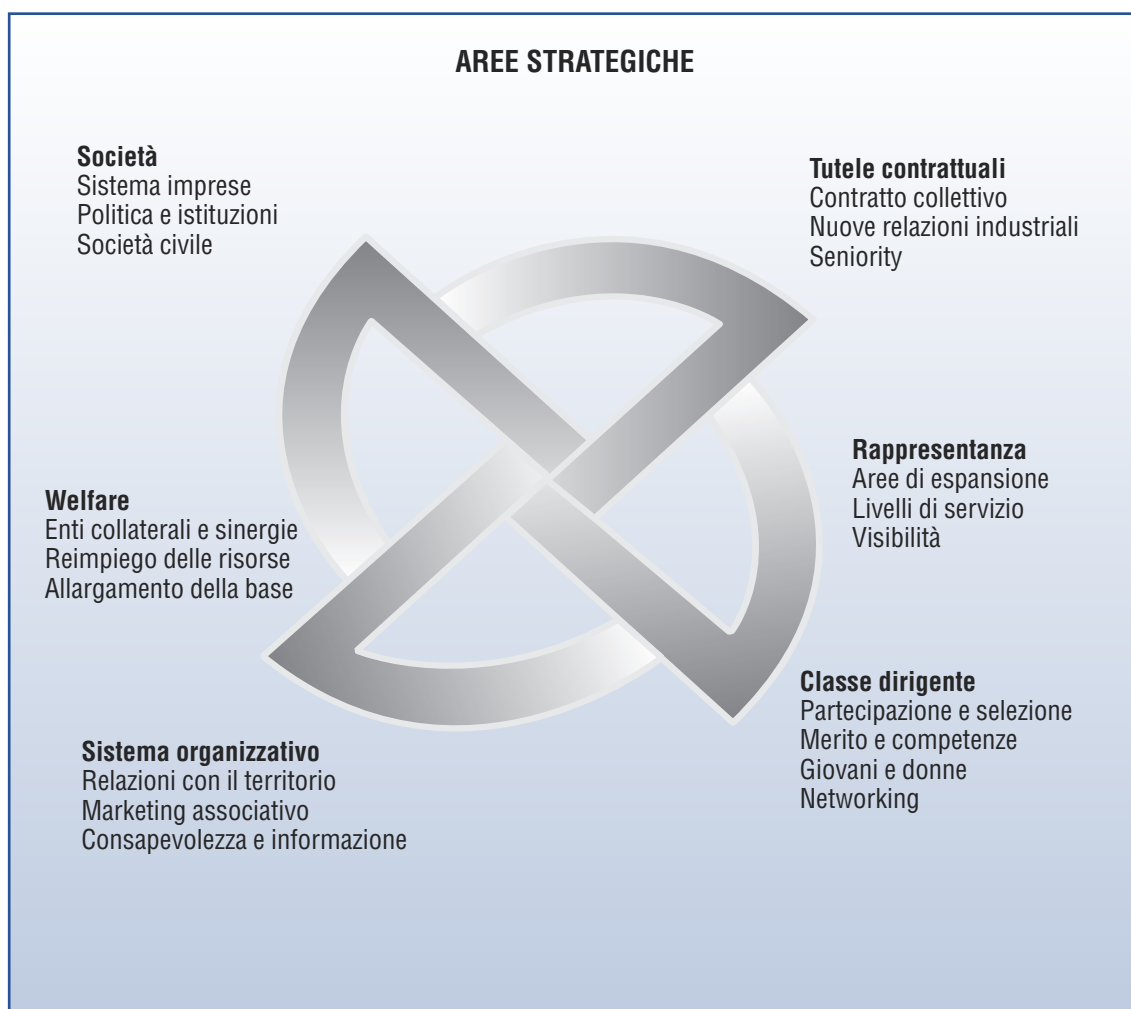 AREE STRATEGICHE
Società
Sistema imprese
Politica e istituzioni
Società civile
Tutele contrattuali
Contratto collettivo
Nuove relazioni industriali
Seniority
Rappresentanza
Aree di espansione
Livelli di servizio
Visibilità
Welfare
Enti collaterali e sinergie
Reimpiego delle risorse
Allargamento della base
Classe dirigente
Partecipazione e selezione
Merito e competenze
Giovani e donne
Networking
Sistema organizzativo
Relazioni con il territorio
Marketing associativo
Consapevolezza e informazione